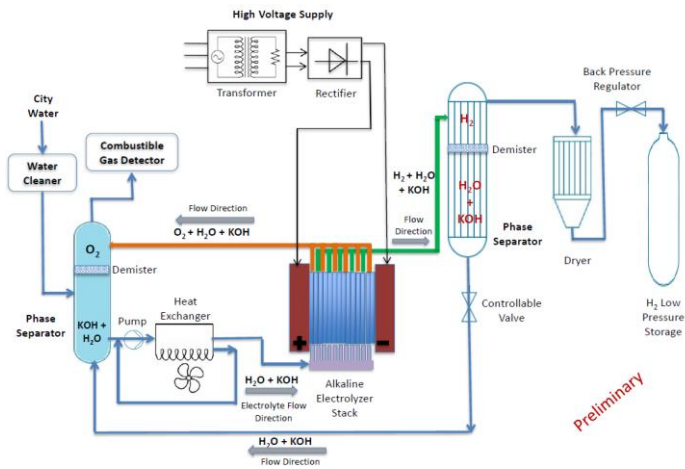 High Voltage Supply
Transformer
Rectifier
City
Water
Water
Cleaner
Combustible
Gas Detector
Back Pressure
Regulator
H₂
Demister
H₂O
+
KOH
H₂ + H₂O
+ KOH
Flow
Direction
Phase
Separator
Dryer
H₂ Low
Pressure
Storage
Flow Direction
O₂ + H₂O + KOH
O₂
Demister
Phase
Separator
KOH +
H₂O
Pump
Heat
Exchanger
+
−
Controllable
Valve
H₂O + KOH
Electrolyte Flow
Direction
Alkaline
Electrolyzer
Stack
H₂O + KOH
Flow Direction
Preliminary